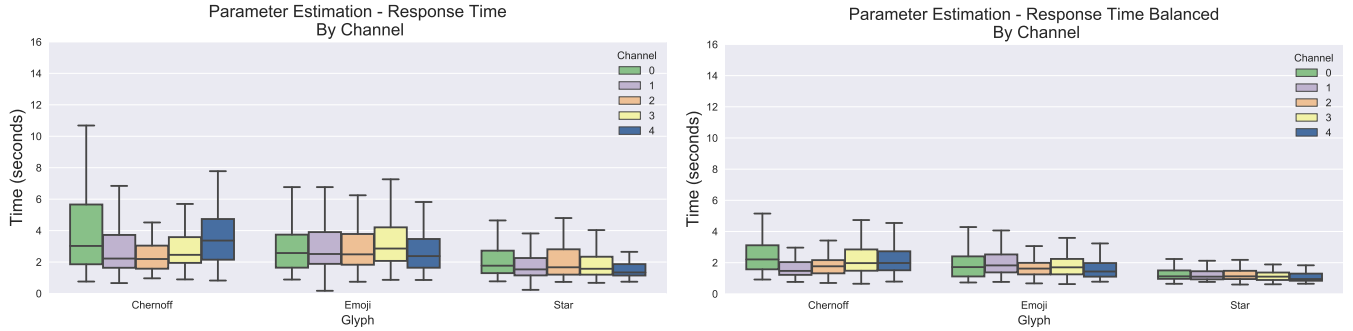 Parameter Estimation - Response Time
By Channel
Time (seconds)
16
14
12
10
8
6
4
2
0
Channel
0
1
2
3
4
Chernoff
Emoji
Star
Glyph
Parameter Estimation - Response Time Balanced
By Channel
Time (seconds)
16
14
12
10
8
6
4
2
0
Channel
0
1
2
3
4
Chernoff
Emoji
Star
Glyph